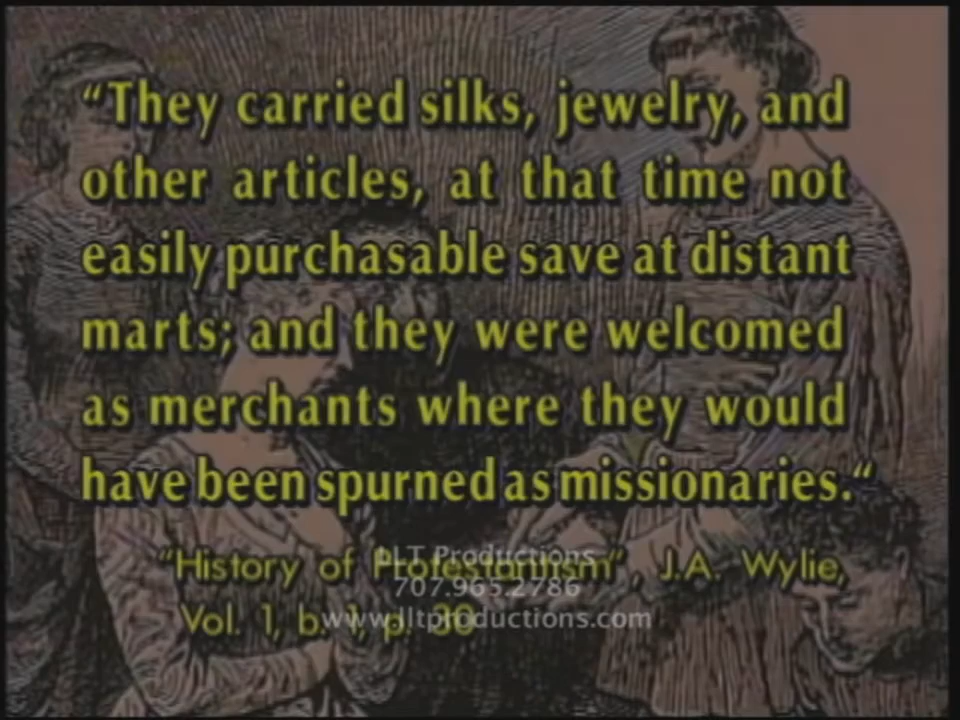 “They carried silks, jewelry, and
other articles, at that time not
easily purchasable save at distant
marts; and they were welcomed
as merchants where they would
have been spurned as missionaries.“
“History of Protestantism”, J.A. Wylie,
Vol. 1, b. 1, p. 30
LLT Productions
707.965.2786
www.lltproductions.com